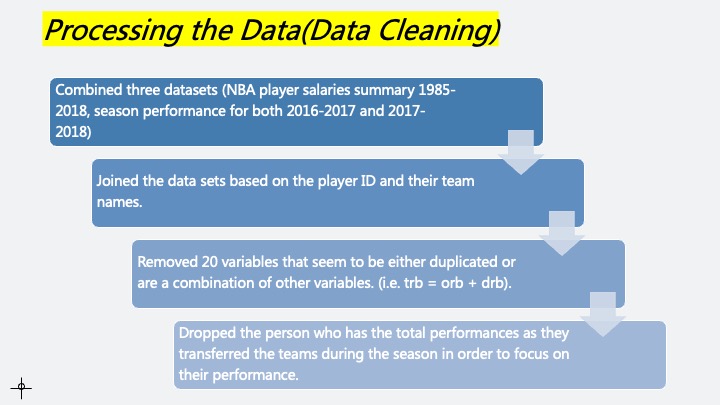 Processing the Data(Data Cleaning)
Combined three datasets (NBA player salaries summary 1985-
2018, season performance for both 2016-2017 and 2017-
2018)
Joined the data sets based on the player ID and their team
names.
Removed 20 variables that seem to be either duplicated or
are a combination of other variables. (i.e. trb = orb + drb).
Dropped the person who has the total performances as they
transferred the teams during the season in order to focus on
their performance.